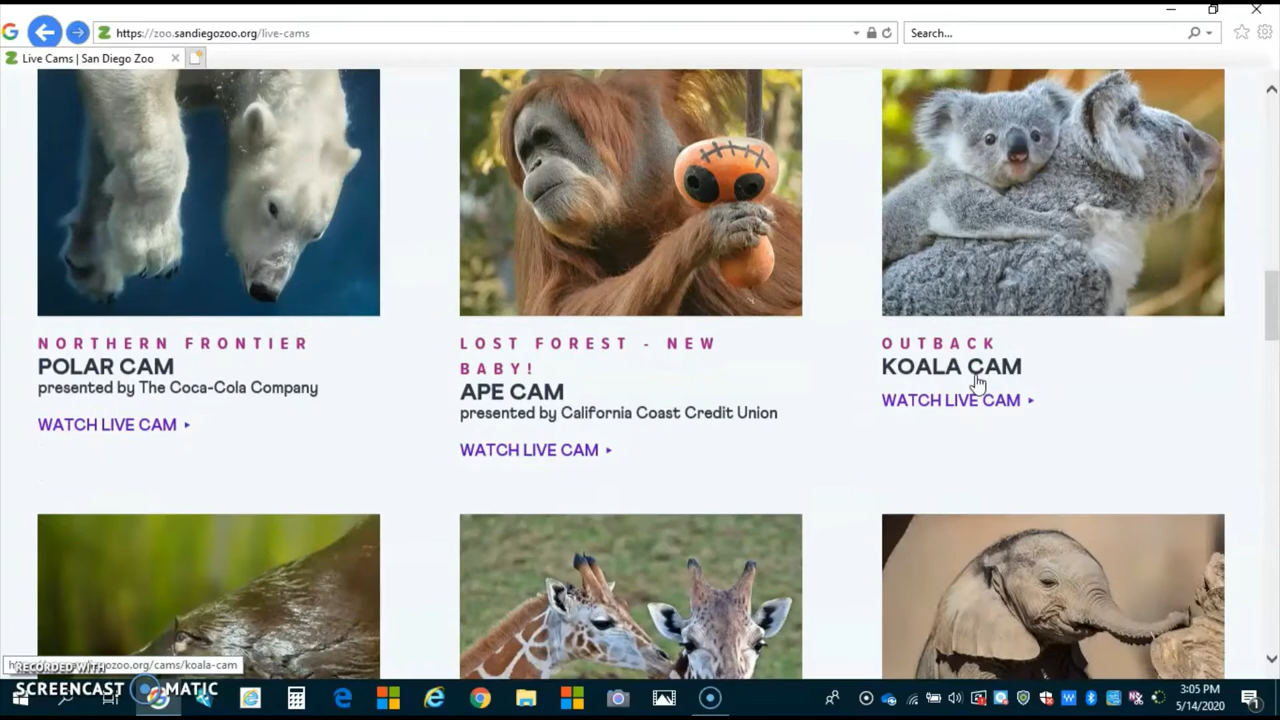 https://zoo.sandiegozoo.org/live-cams
Search...
Live Cams | San Diego Zoo
NORTHERN FRONTIER
POLAR CAM
presented by The Coca-Cola Company
WATCH LIVE CAM
LOST FOREST - NEW
BABY!
APE CAM
presented by California Coast Credit Union
WATCH LIVE CAM
OUTBACK
KOALA CAM
WATCH LIVE CAM
gozoo.org/cams/koala-cam
RECORDED WITH
SCREENCAST MATIC
3:05 PM
5/14/2020